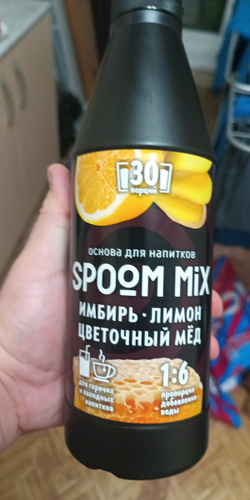 30
порций
основа для напитков
SPOOM MiX
ИМБИРЬ · ЛИМОН
ЦВЕТОЧНЫЙ МЁД
для горячих
и холодных
напитков
1:6
пропорция
добавления
воды